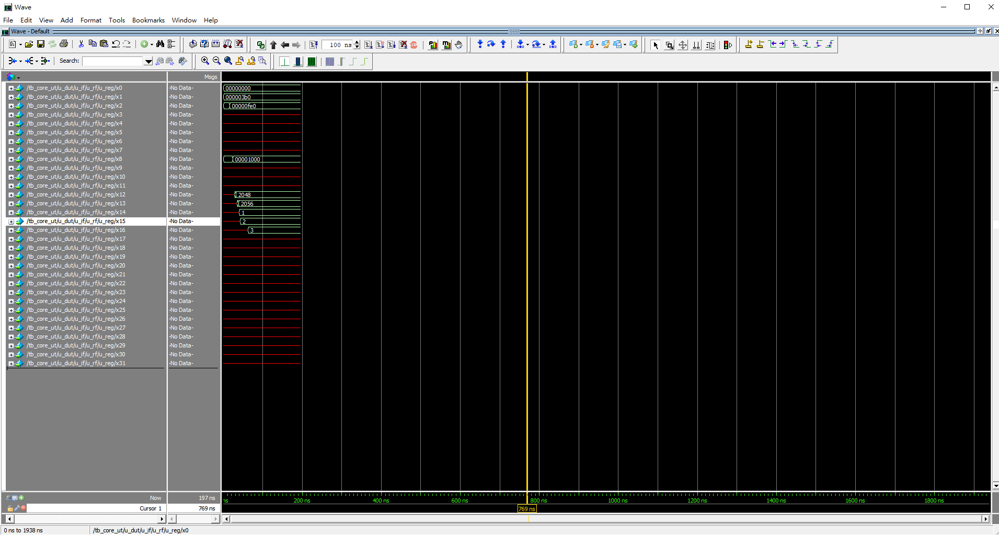 Wave
File Edit View Add Format Tools Bookmarks Window Help
Wave - Default
100 ns
Search:
Msgs
/tb_core_ut/u_dut/u_if/u_rf/u_reg/x0 -No Data- 00000000
/tb_core_ut/u_dut/u_if/u_rf/u_reg/x1 -No Data- 000003b0
/tb_core_ut/u_dut/u_if/u_rf/u_reg/x2 -No Data- 00000fe0
/tb_core_ut/u_dut/u_if/u_rf/u_reg/x3 -No Data-
/tb_core_ut/u_dut/u_if/u_rf/u_reg/x4 -No Data-
/tb_core_ut/u_dut/u_if/u_rf/u_reg/x5 -No Data-
/tb_core_ut/u_dut/u_if/u_rf/u_reg/x6 -No Data-
/tb_core_ut/u_dut/u_if/u_rf/u_reg/x7 -No Data-
/tb_core_ut/u_dut/u_if/u_rf/u_reg/x8 -No Data- 00001000
/tb_core_ut/u_dut/u_if/u_rf/u_reg/x9 -No Data-
/tb_core_ut/u_dut/u_if/u_rf/u_reg/x10 -No Data-
/tb_core_ut/u_dut/u_if/u_rf/u_reg/x11 -No Data-
/tb_core_ut/u_dut/u_if/u_rf/u_reg/x12 -No Data- 2048
/tb_core_ut/u_dut/u_if/u_rf/u_reg/x13 -No Data- 2056
/tb_core_ut/u_dut/u_if/u_rf/u_reg/x14 -No Data- 1
/tb_core_ut/u_dut/u_if/u_rf/u_reg/x15 -No Data- 2
/tb_core_ut/u_dut/u_if/u_rf/u_reg/x16 -No Data- 3
/tb_core_ut/u_dut/u_if/u_rf/u_reg/x17 -No Data-
/tb_core_ut/u_dut/u_if/u_rf/u_reg/x18 -No Data-
/tb_core_ut/u_dut/u_if/u_rf/u_reg/x19 -No Data-
/tb_core_ut/u_dut/u_if/u_rf/u_reg/x20 -No Data-
/tb_core_ut/u_dut/u_if/u_rf/u_reg/x21 -No Data-
/tb_core_ut/u_dut/u_if/u_rf/u_reg/x22 -No Data-
/tb_core_ut/u_dut/u_if/u_rf/u_reg/x23 -No Data-
/tb_core_ut/u_dut/u_if/u_rf/u_reg/x24 -No Data-
/tb_core_ut/u_dut/u_if/u_rf/u_reg/x25 -No Data-
/tb_core_ut/u_dut/u_if/u_rf/u_reg/x26 -No Data-
/tb_core_ut/u_dut/u_if/u_rf/u_reg/x27 -No Data-
/tb_core_ut/u_dut/u_if/u_rf/u_reg/x28 -No Data-
/tb_core_ut/u_dut/u_if/u_rf/u_reg/x29 -No Data-
/tb_core_ut/u_dut/u_if/u_rf/u_reg/x30 -No Data-
/tb_core_ut/u_dut/u_if/u_rf/u_reg/x31 -No Data-
Now 197 ns ns 200 ns 400 ns 600 ns 800 ns 1000 ns 1200 ns 1400 ns 1600 ns 1800 ns
Cursor 1 769 ns 769 ns
0 ns to 1938 ns /tb_core_ut/u_dut/u_if/u_rf/u_reg/x0